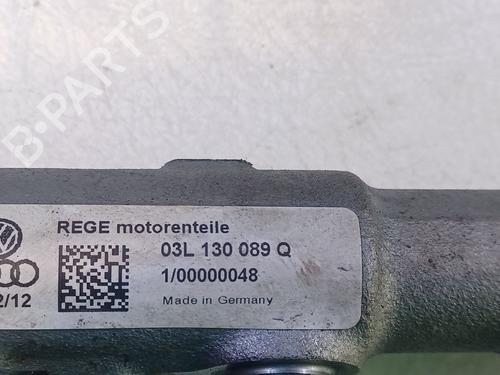 B-PARTS
REGE motorenteile
03L 130 089 Q
1/00000048
2/12
Made in Germany